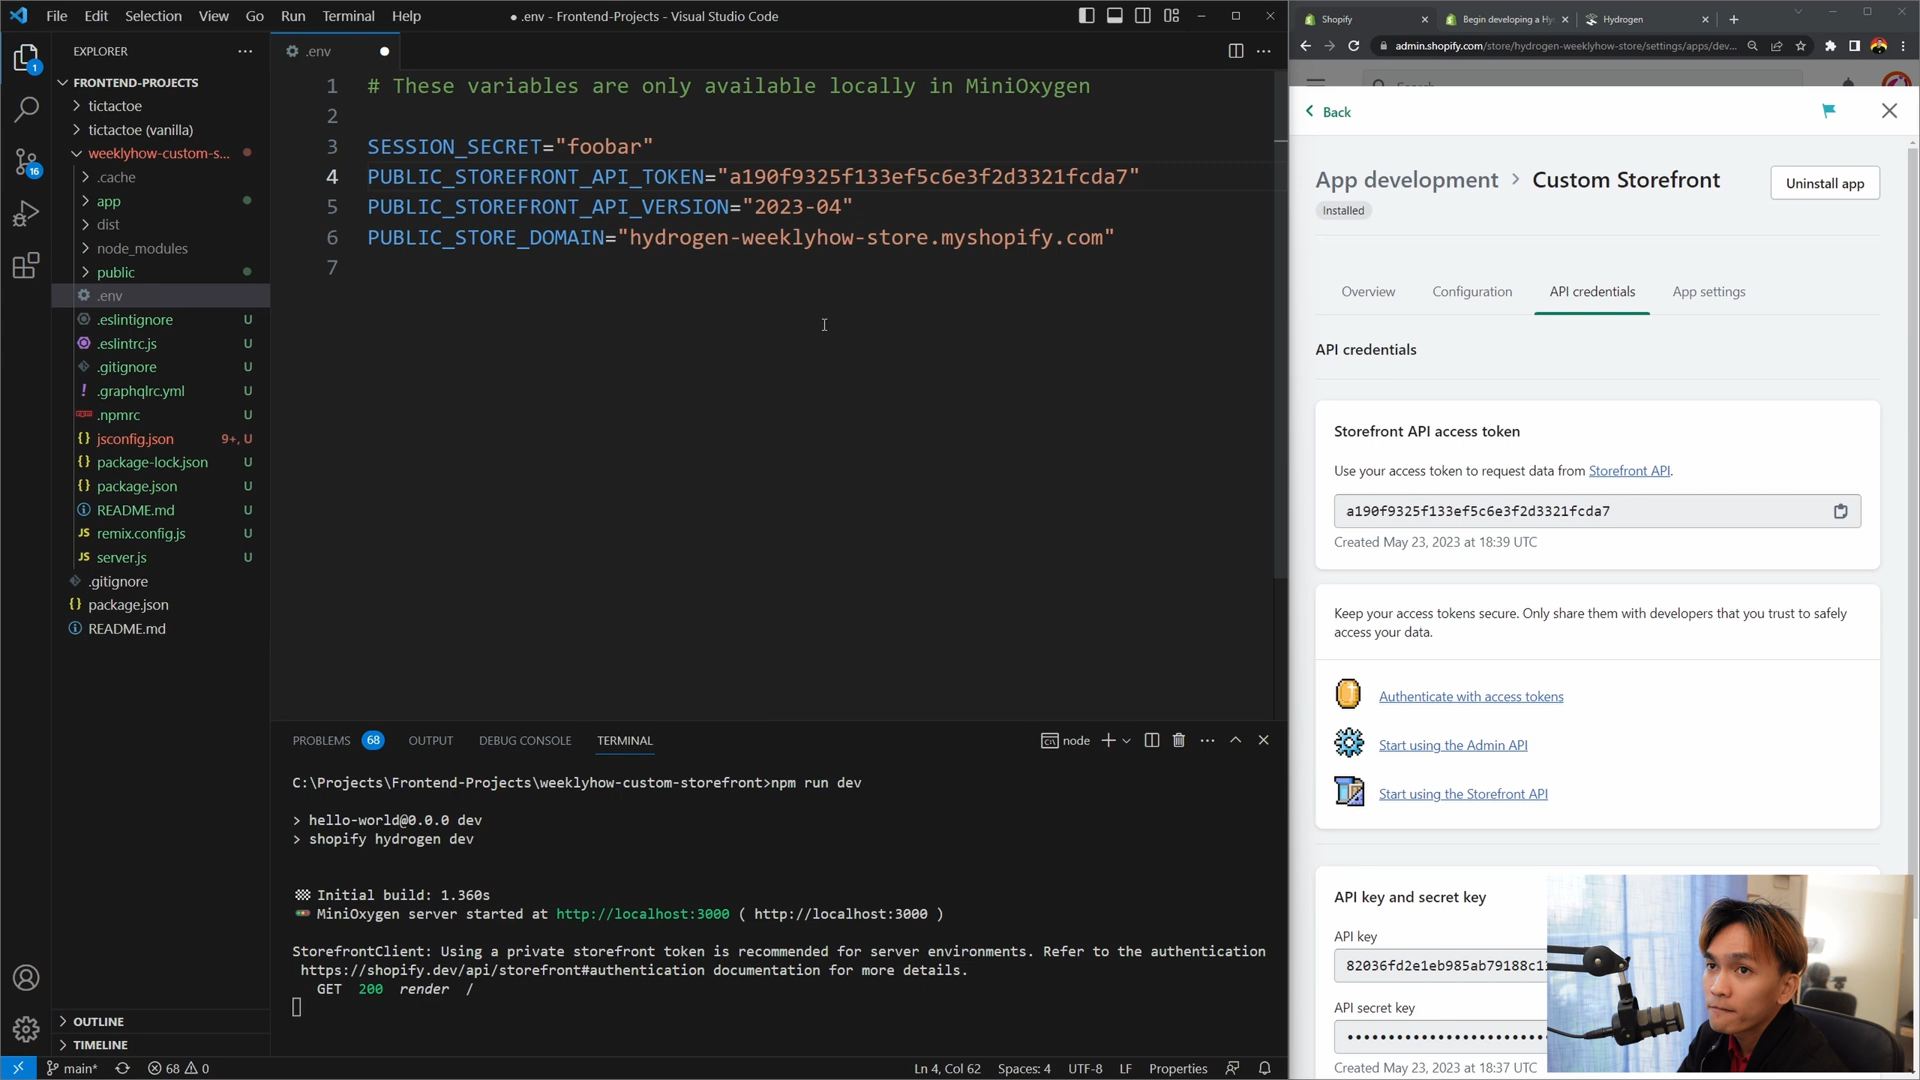 File Edit Selection View Go Run Terminal Help
● .env - Frontend-Projects - Visual Studio Code
EXPLORER
FRONTEND-PROJECTS
tictactoe
tictactoe (vanilla)
weeklyhow-custom-s...
.cache
app
dist
node_modules
public
.env
.eslintignore U
.eslintrc.js U
.gitignore U
.graphqlrc.yml U
.npmrc U
jsconfig.json 9+, U
package-lock.json U
package.json U
README.md U
remix.config.js U
server.js U
.gitignore
package.json
README.md
OUTLINE
TIMELINE
1
16
.env
1 # These variables are only available locally in MiniOxygen
2
3 SESSION_SECRET="foobar"
4 PUBLIC_STOREFRONT_API_TOKEN="a190f9325f133ef5c6e3f2d3321fcda7"
5 PUBLIC_STOREFRONT_API_VERSION="2023-04"
6 PUBLIC_STORE_DOMAIN="hydrogen-weeklyhow-store.myshopify.com"
7
PROBLEMS 68 OUTPUT DEBUG CONSOLE TERMINAL
node
C:\Projects\Frontend-Projects\weeklyhow-custom-storefront>npm run dev
> hello-world@0.0.0 dev
> shopify hydrogen dev
Initial build: 1.360s
MiniOxygen server started at http://localhost:3000 ( http://localhost:3000 )
StorefrontClient: Using a private storefront token is recommended for server environments. Refer to the authentication
https://shopify.dev/api/storefront#authentication documentation for more details.
GET 200 render /
main* 68 0
Ln 4, Col 62 Spaces: 4 UTF-8 LF Properties
Shopify
Begin developing a Hy
Hydrogen
admin.shopify.com/store/hydrogen-weeklyhow-store/settings/apps/dev...
Back
App development > Custom Storefront
Uninstall app
Installed
Overview Configuration API credentials App settings
API credentials
Storefront API access token
Use your access token to request data from Storefront API.
a190f9325f133ef5c6e3f2d3321fcda7
Created May 23, 2023 at 18:39 UTC
Keep your access tokens secure. Only share them with developers that you trust to safely
access your data.
Authenticate with access tokens
Start using the Admin API
Start using the Storefront API
API key and secret key
API key
82036fd2e1eb985ab79188c1
API secret key
••••••••••••••••••••••••
Created May 23, 2023 at 18:37 UTC